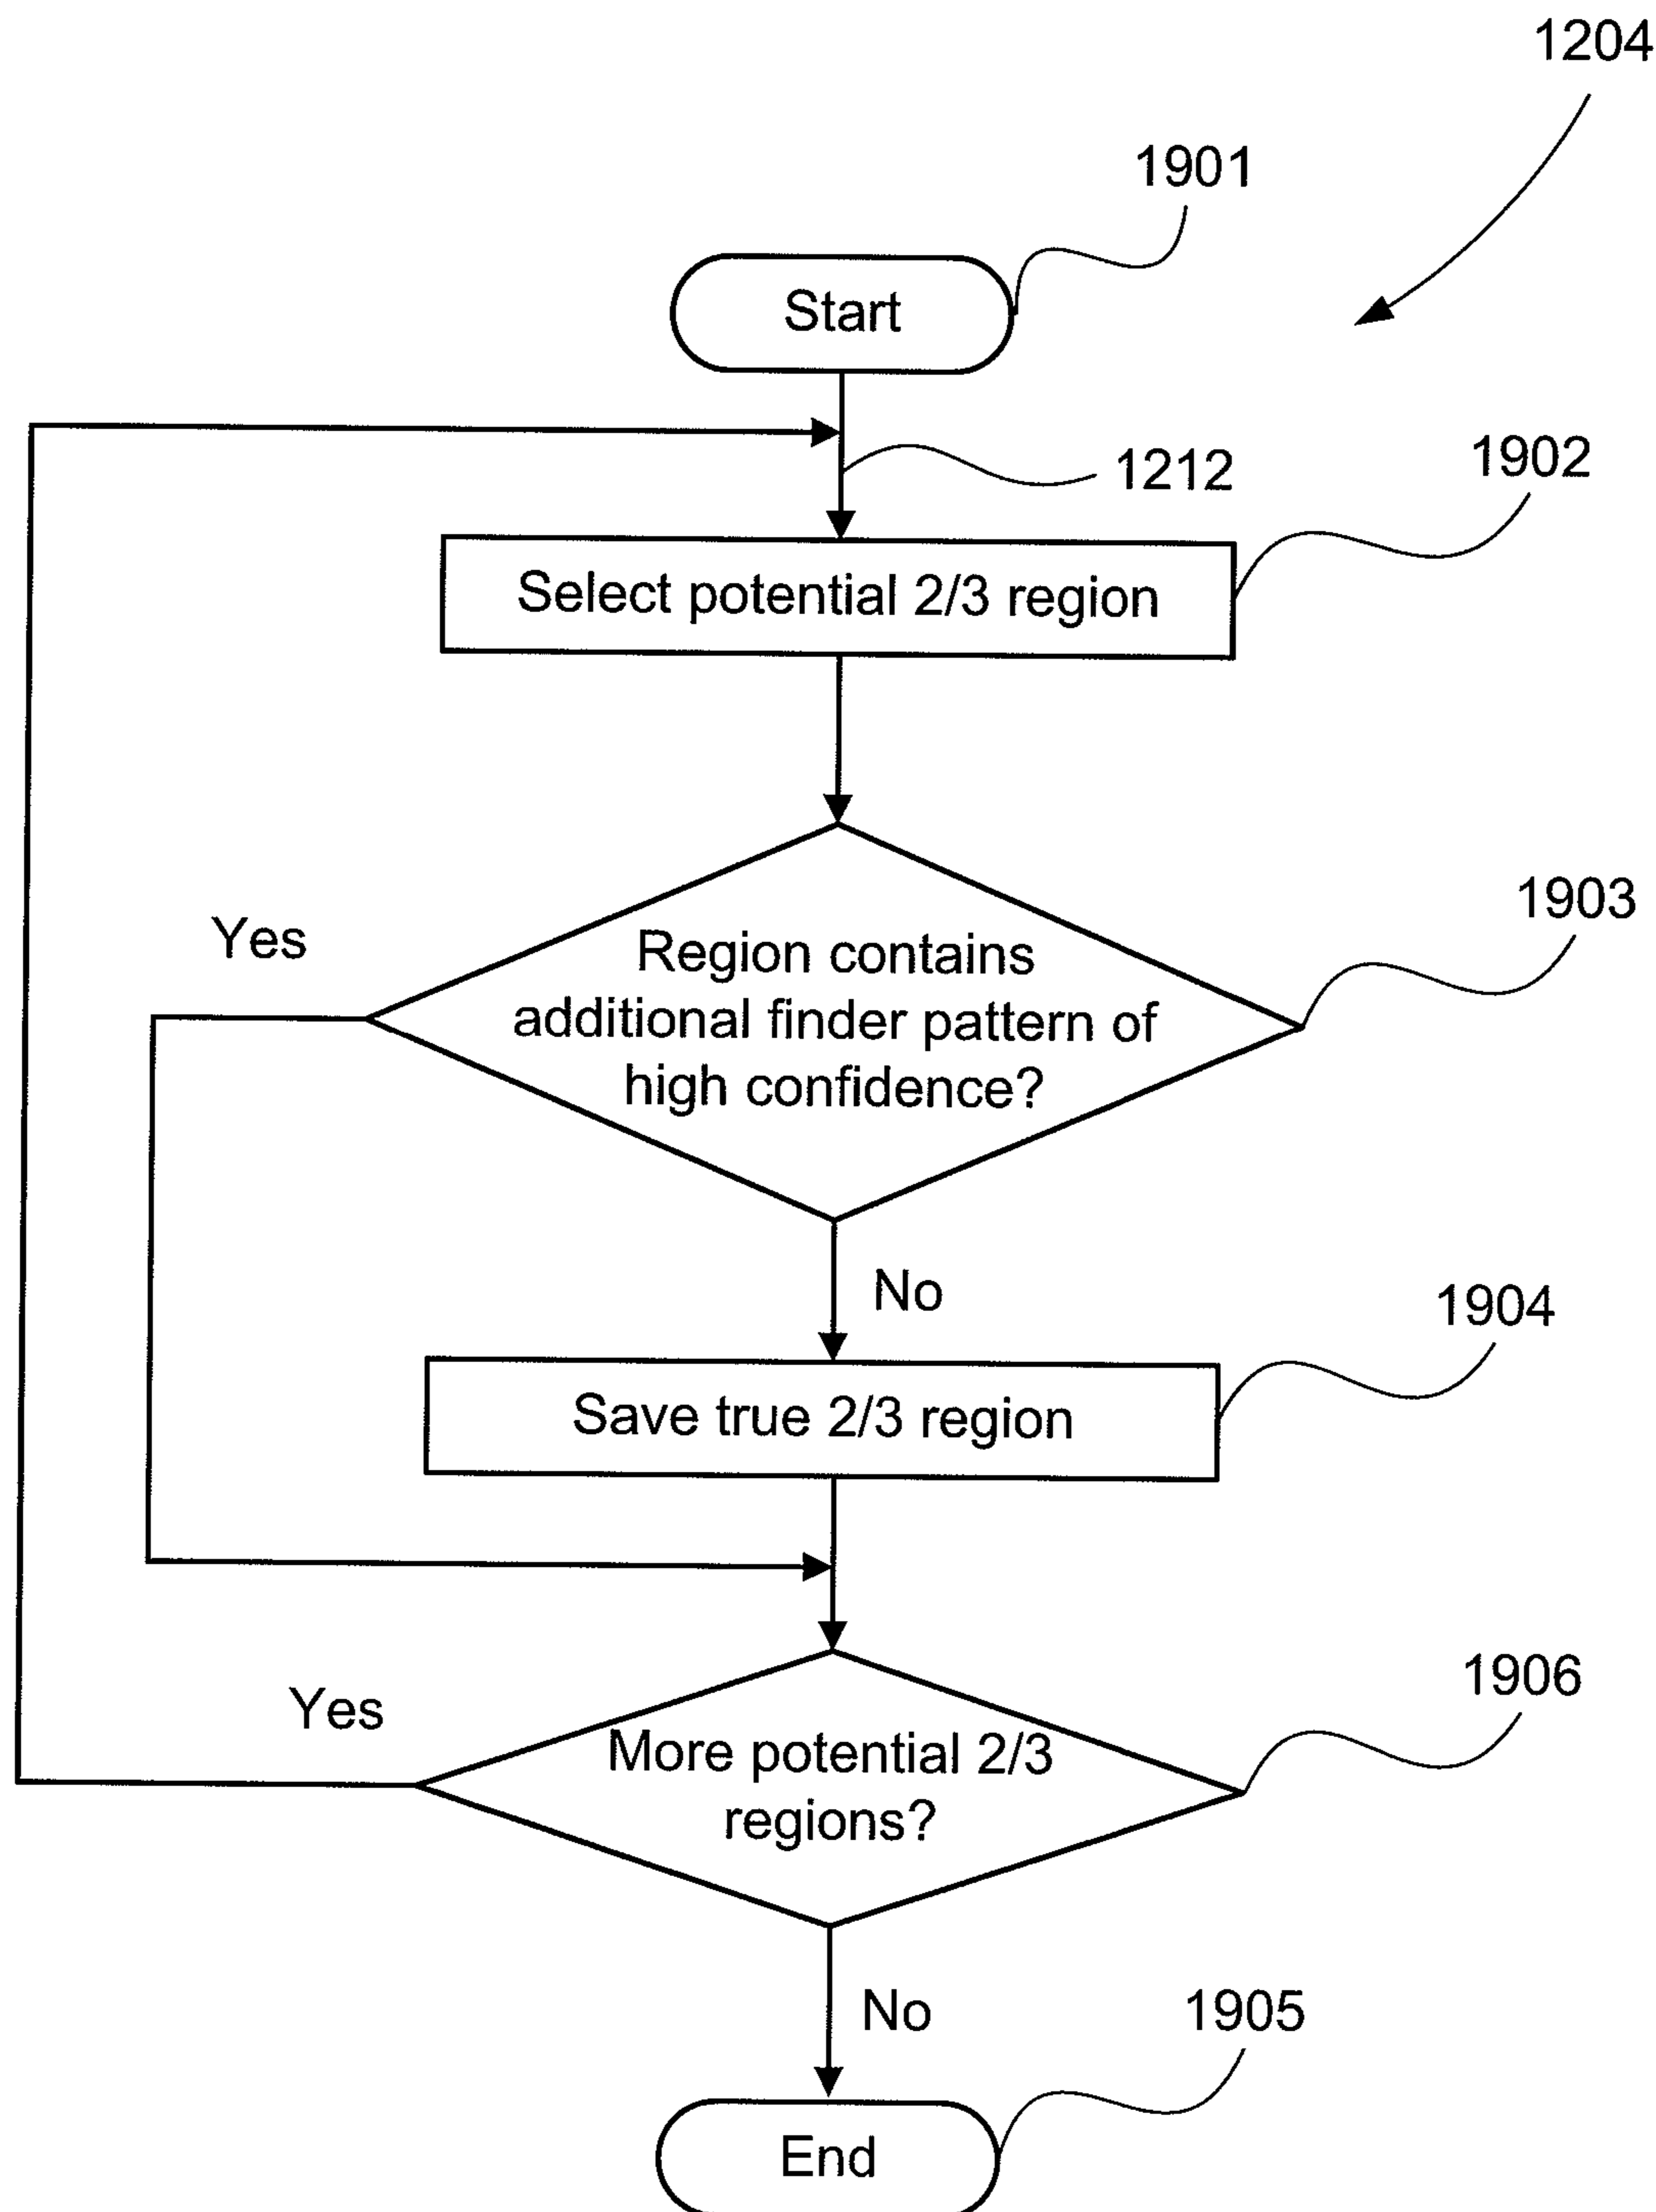 1204
1901
Start
1212
1902
Select potential 2/3 region
1903
Yes
Region contains
additional finder pattern of
high confidence?
No
1904
Save true 2/3 region
1906
Yes
More potential 2/3
regions?
No
1905
End